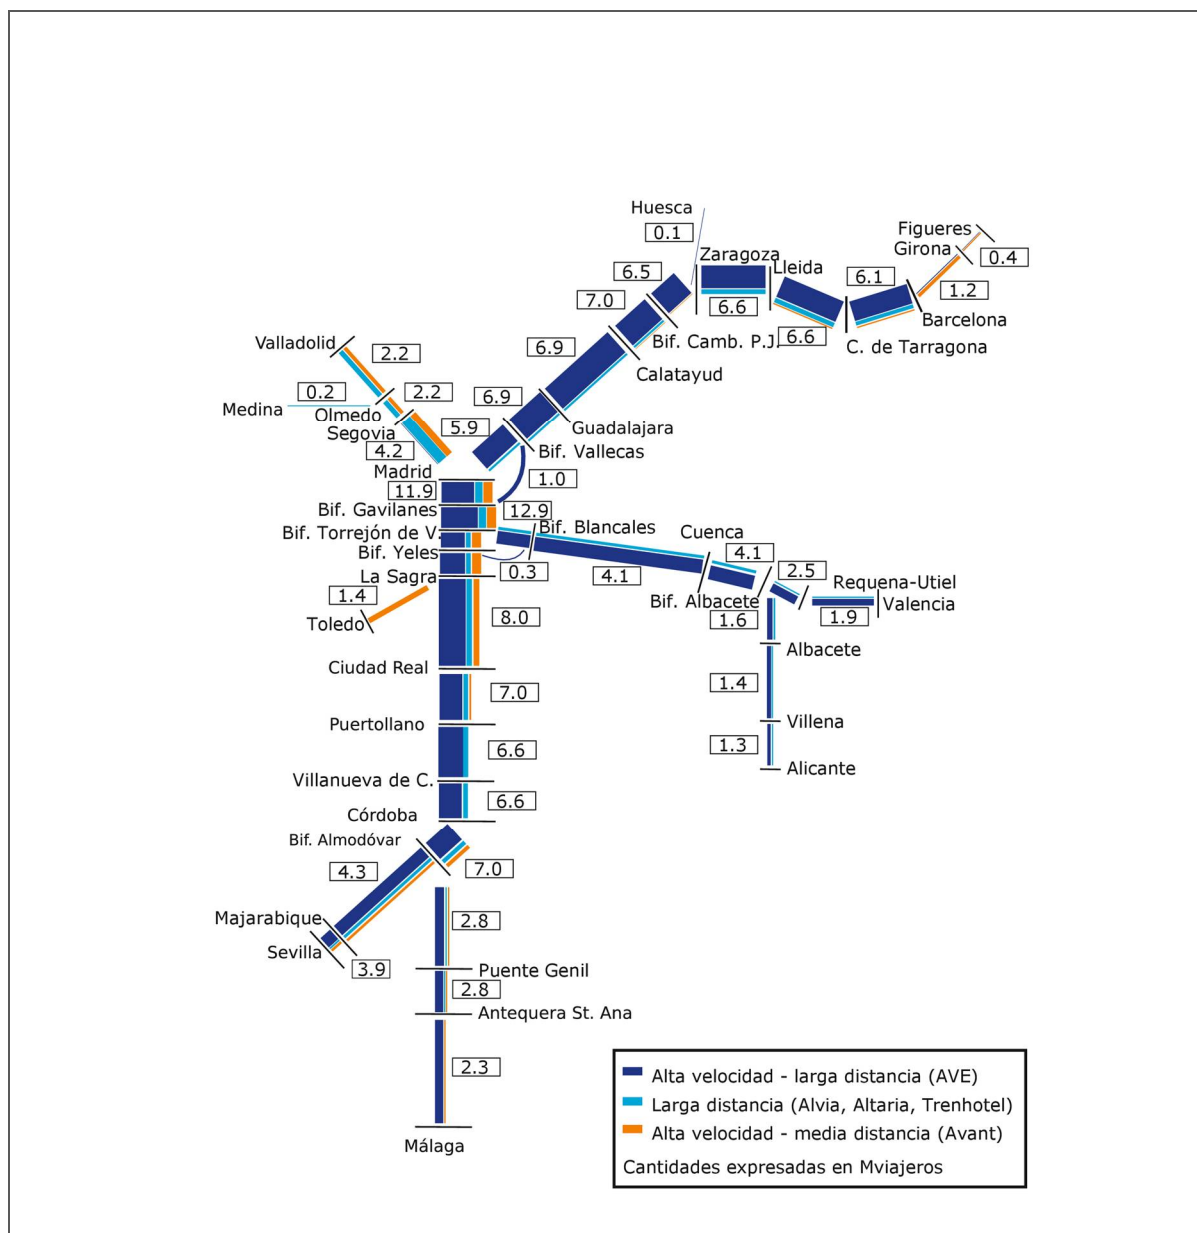 Huesca
0.1
Figueres
Girona
0.4
Zaragoza
Lleida
6.5
6.1
1.2
7.0
6.6
Barcelona
6.6
Bif. Camb. P.J.
C. de Tarragona
Valladolid
2.2
6.9
Calatayud
0.2
2.2
6.9
Medina
Olmedo
5.9
Guadalajara
Segovia
4.2
Bif. Vallecas
Madrid
1.0
11.9
Bif. Gavilanes
12.9
Bif. Torrejón de V.
Bif. Blancales
Cuenca
Bif. Yeles
4.1
La Sagra
0.3
4.1
2.5
Requena-Utiel
1.4
Bif. Albacete
Valencia
Toledo
8.0
1.6
1.9
Albacete
Ciudad Real
7.0
1.4
Puertollano
Villena
6.6
1.3
Villanueva de C.
Alicante
6.6
Córdoba
Bif. Almodóvar
4.3
7.0
Majarabique
2.8
Sevilla
3.9
Puente Genil
2.8
Antequera St. Ana
2.3
Málaga
Alta velocidad - larga distancia (AVE)
Larga distancia (Alvia, Altaria, Trenhotel)
Alta velocidad - media distancia (Avant)
Cantidades expresadas en Mviajeros